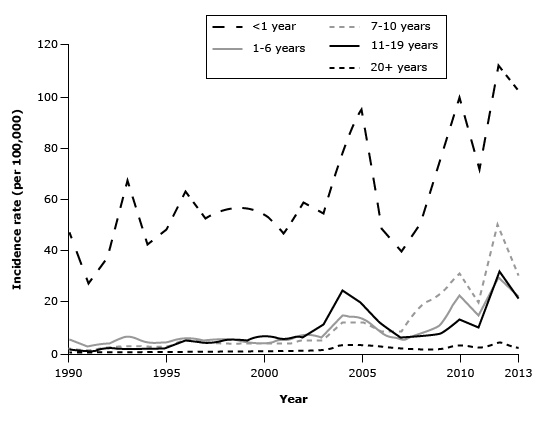 <1 year 7-10 years
1-6 years 11-19 years
20+ years
120
100
80
60
40
20
0
Incidence rate (per 100,000)
1990 1995 2000 2005 2010 2013
Year